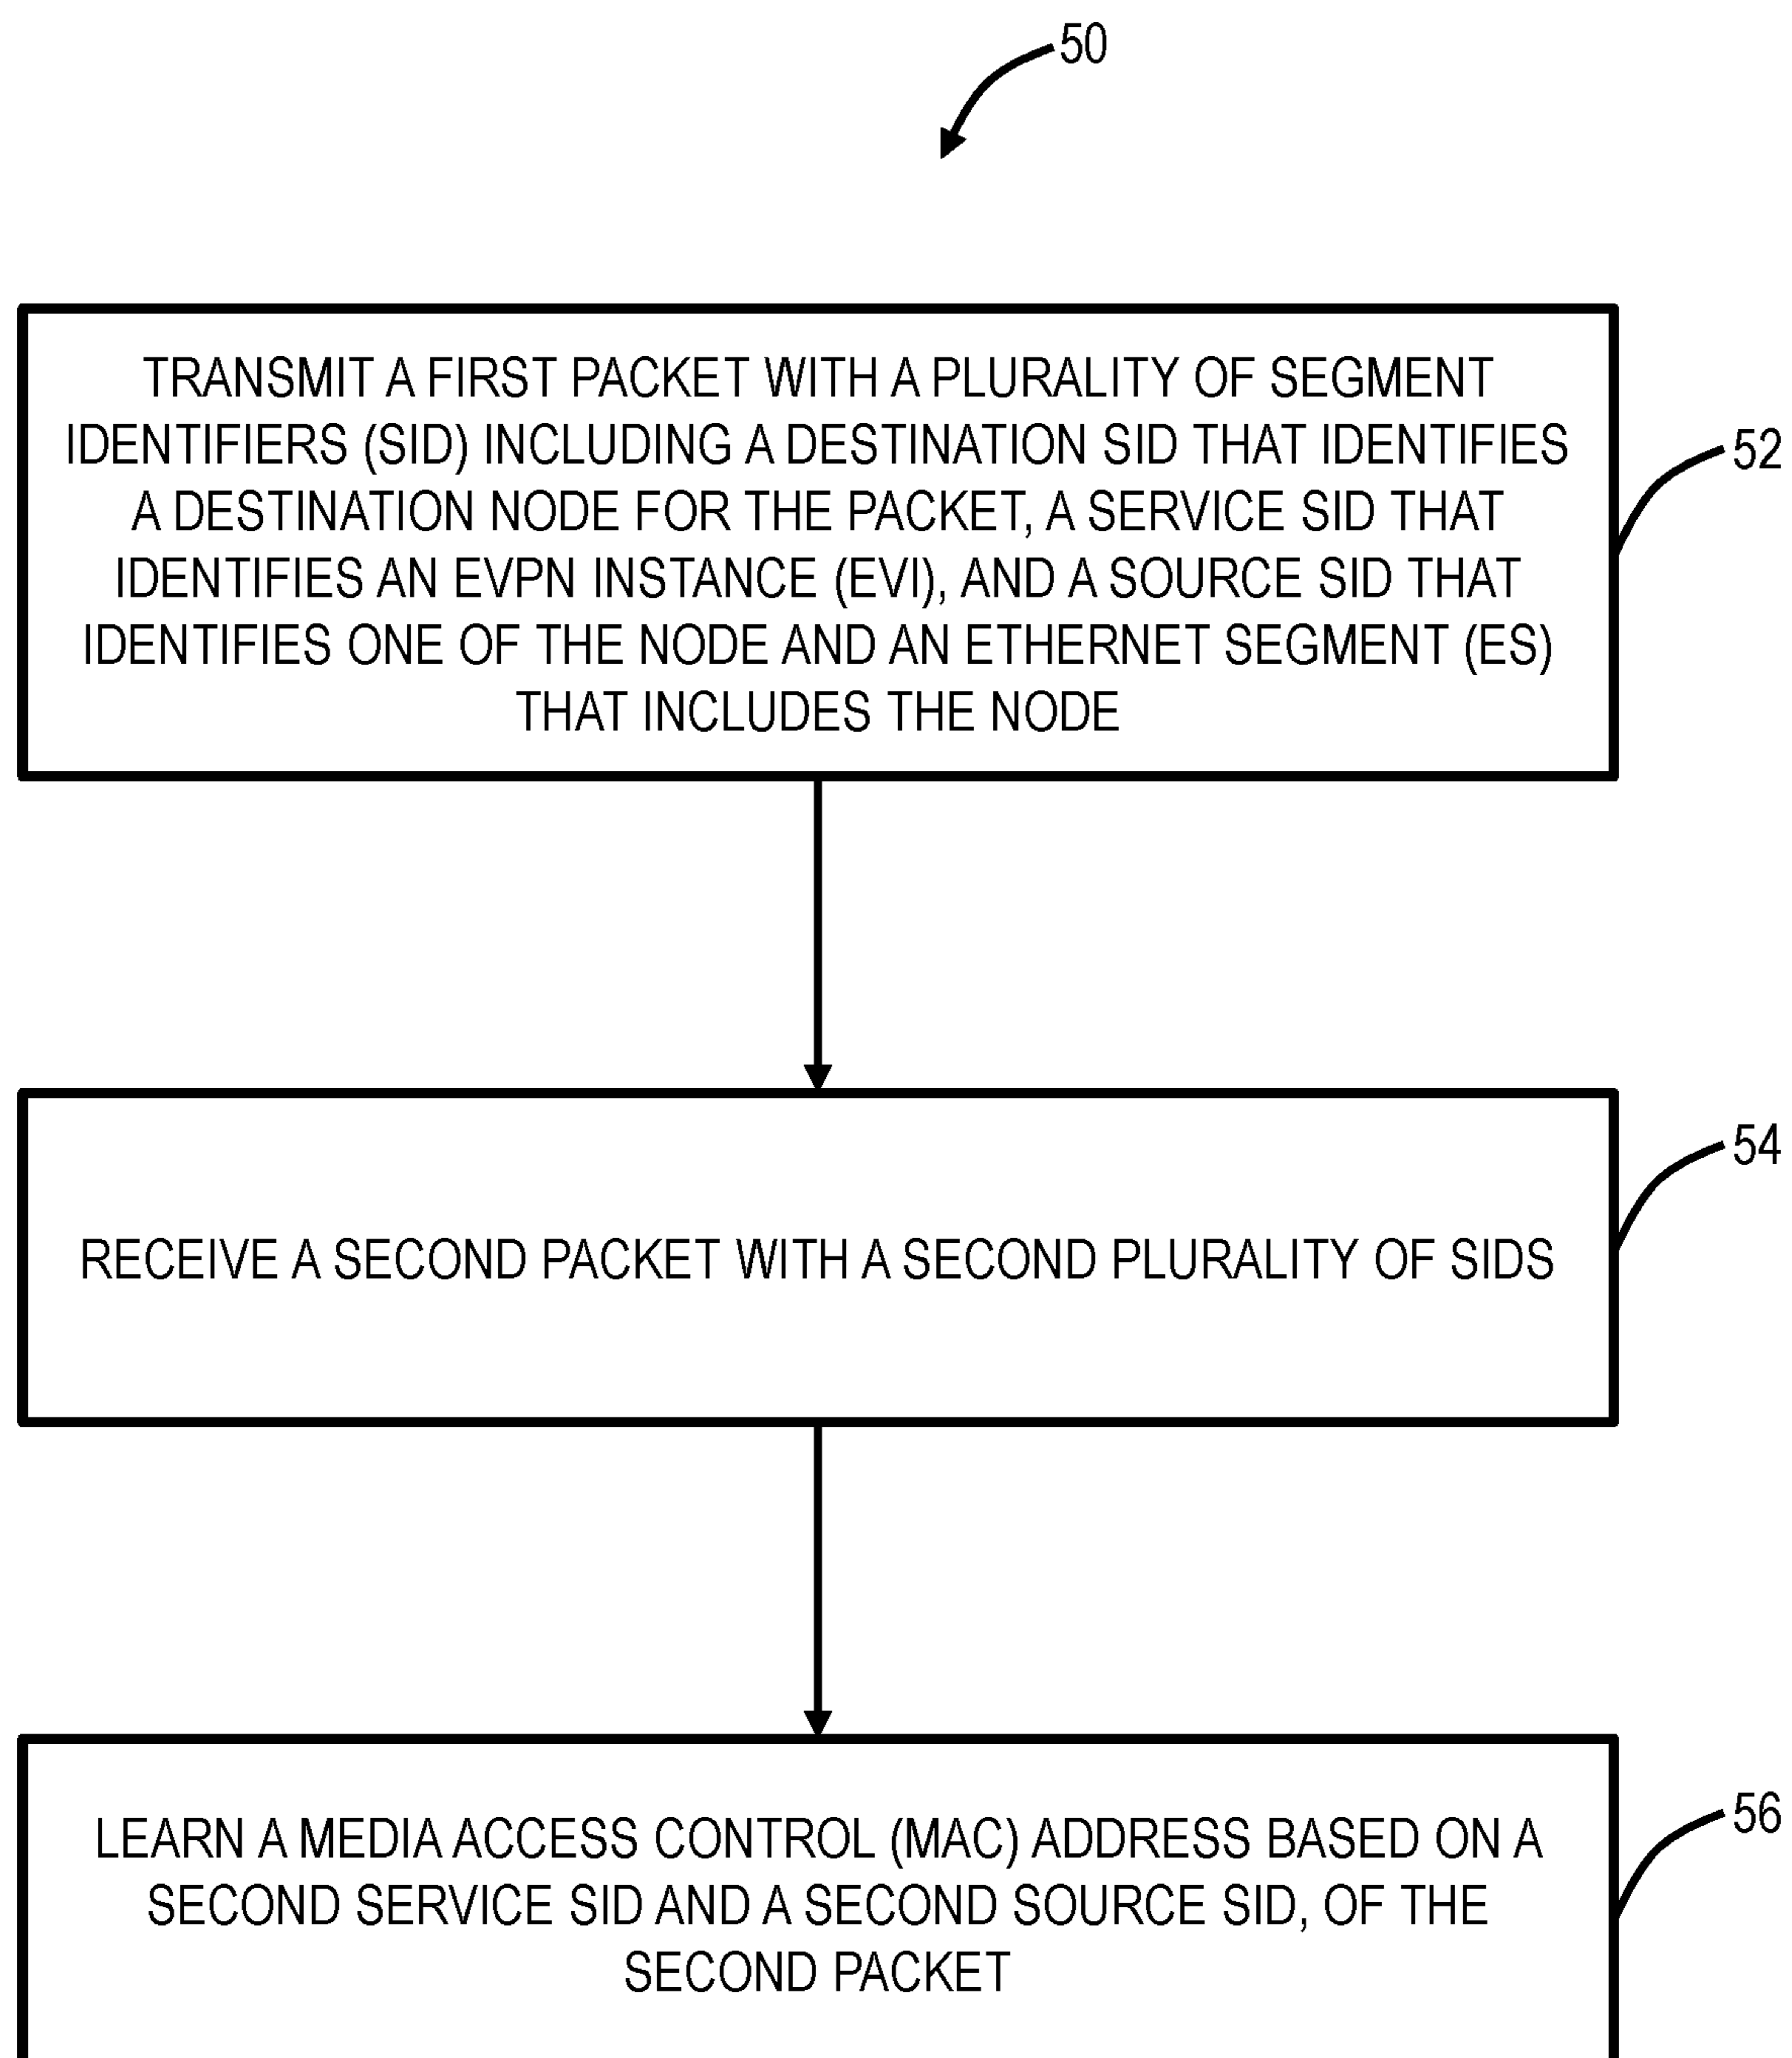 50
TRANSMIT A FIRST PACKET WITH A PLURALITY OF SEGMENT
IDENTIFIERS (SID) INCLUDING A DESTINATION SID THAT IDENTIFIES
A DESTINATION NODE FOR THE PACKET, A SERVICE SID THAT
IDENTIFIES AN EVPN INSTANCE (EVI), AND A SOURCE SID THAT
IDENTIFIES ONE OF THE NODE AND AN ETHERNET SEGMENT (ES)
THAT INCLUDES THE NODE
52
RECEIVE A SECOND PACKET WITH A SECOND PLURALITY OF SIDS
54
LEARN A MEDIA ACCESS CONTROL (MAC) ADDRESS BASED ON A
SECOND SERVICE SID AND A SECOND SOURCE SID, OF THE
SECOND PACKET
56